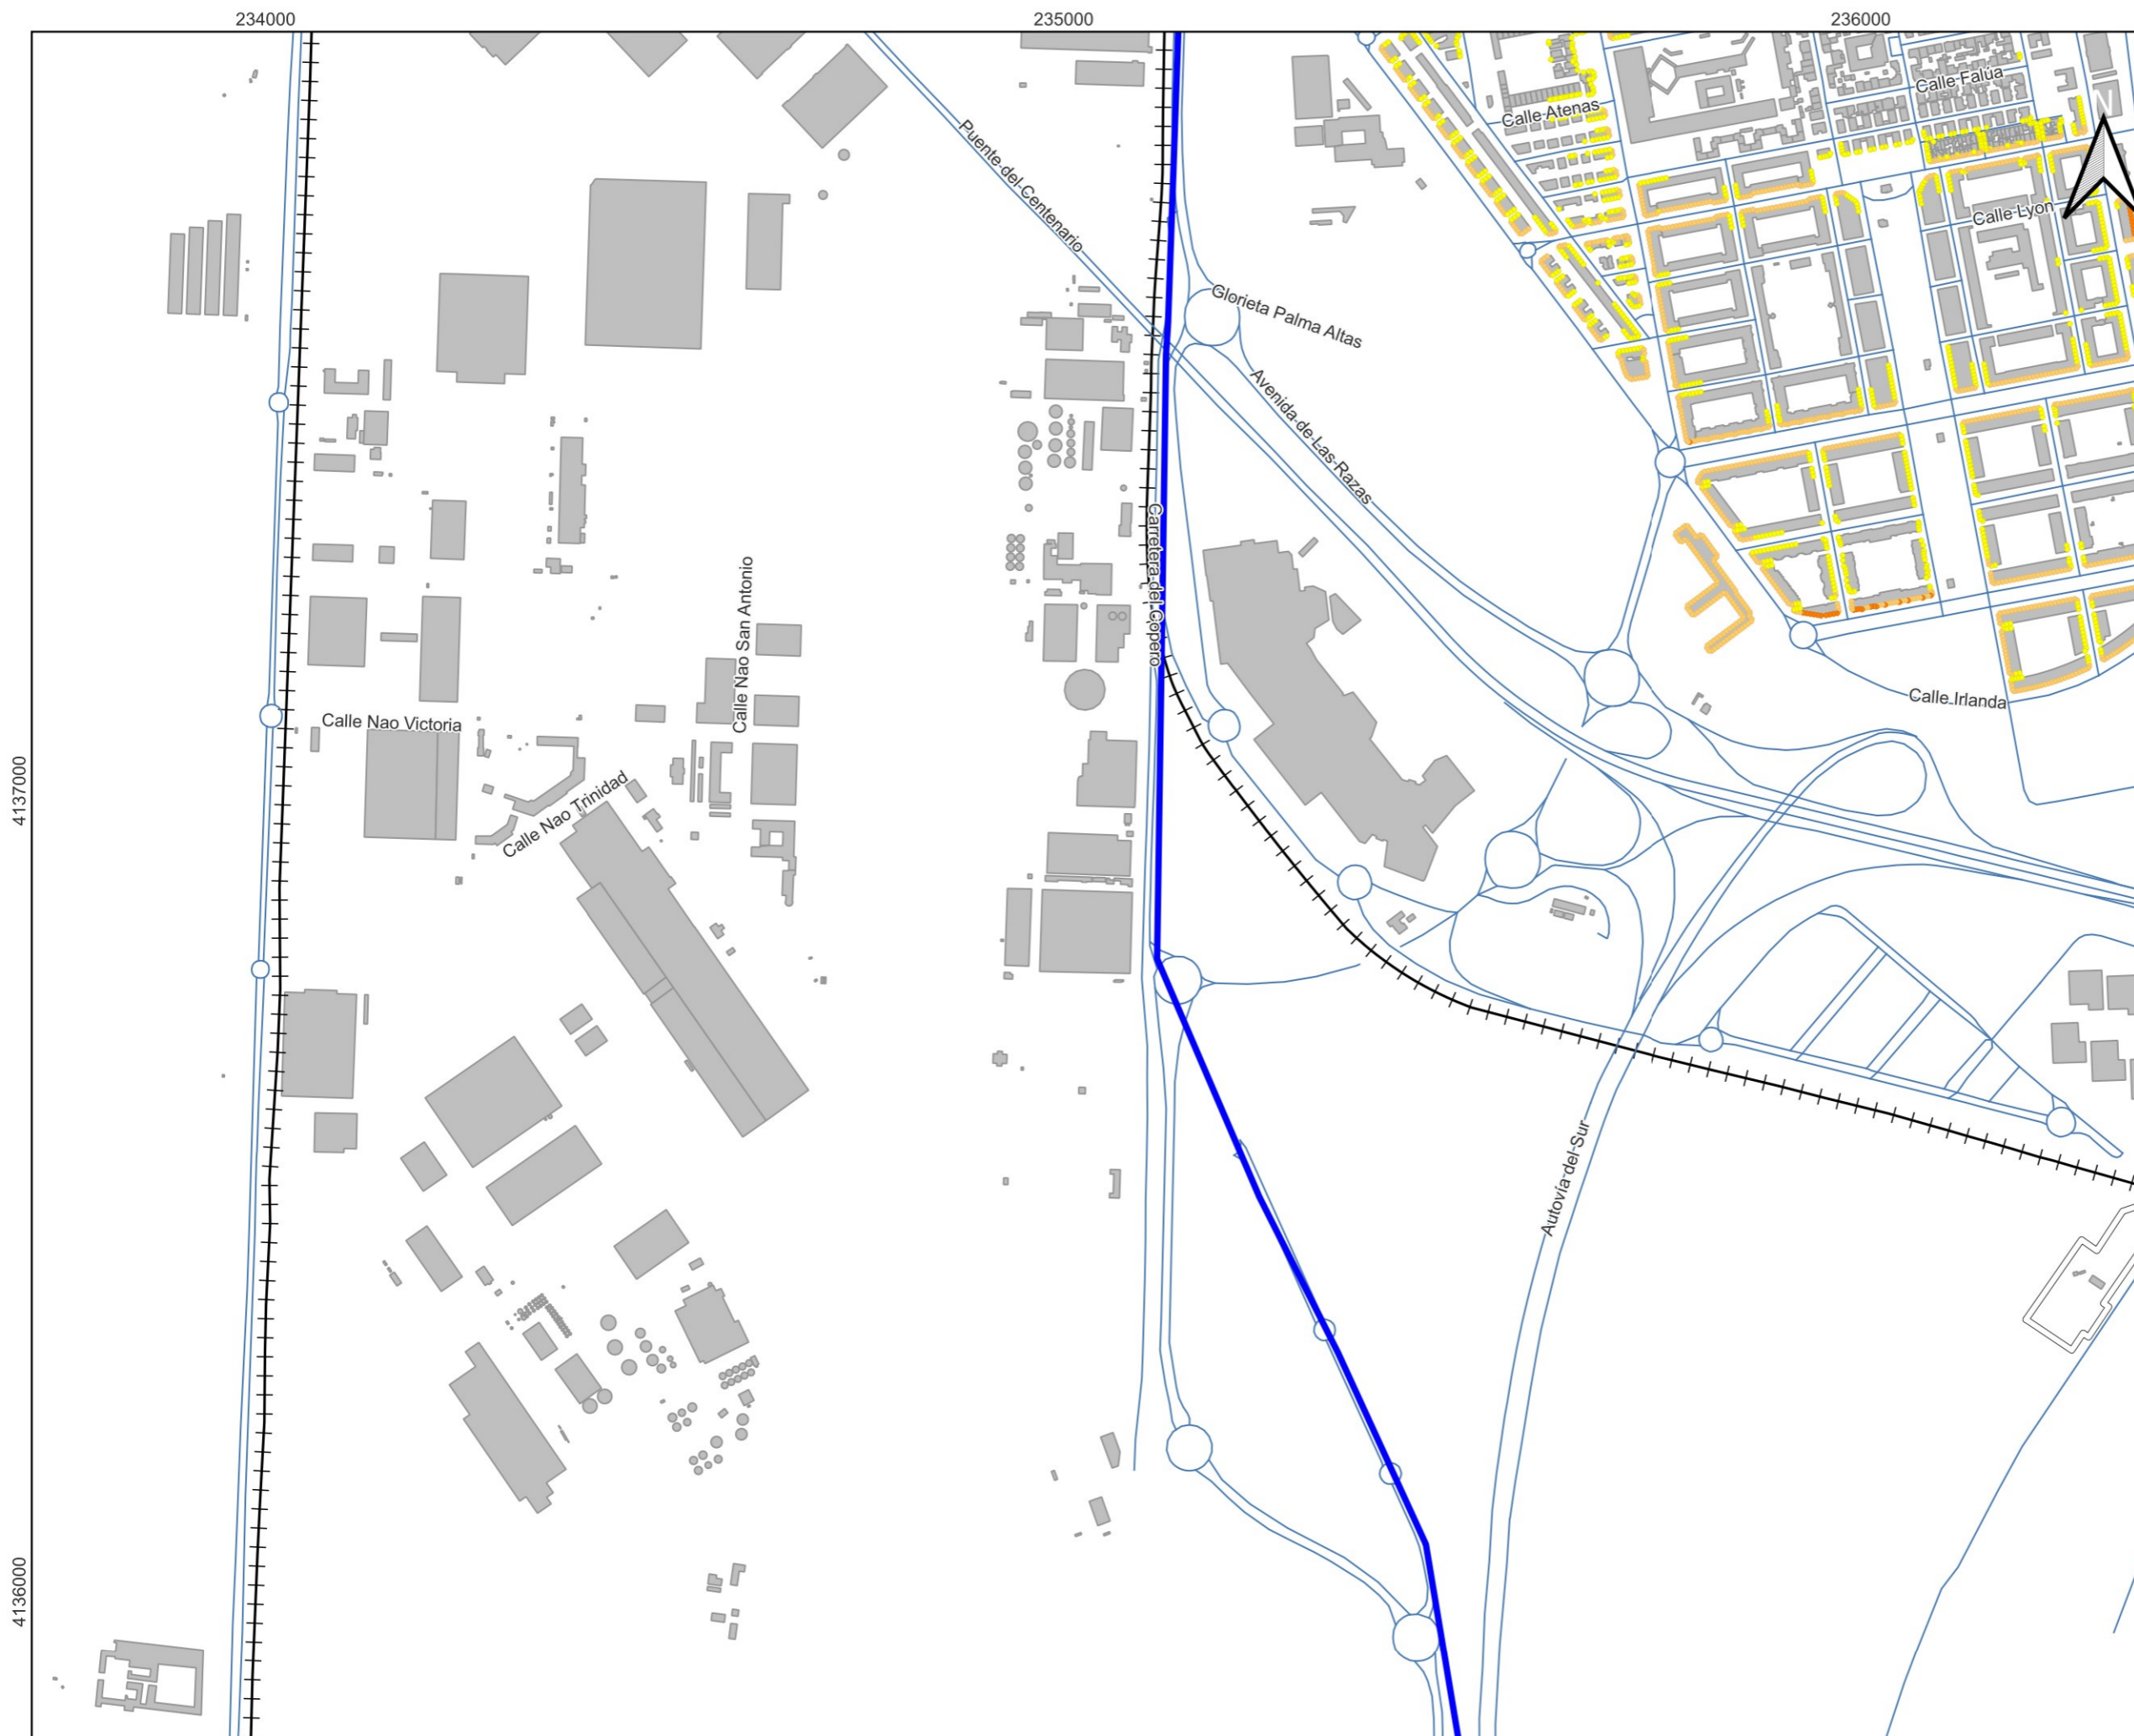 234000
235000
236000
Calle Falúa
Calle Atenas
N
Puente del Centenario
Calle Lyon
Glorieta Palma Altas
Avenida de Las Razas
Carretera del Copero
Calle Nao San Antonio
Calle Irlanda
Calle Nao Victoria
4137000
Calle Nao Trinidad
Autovía del Sur
4136000